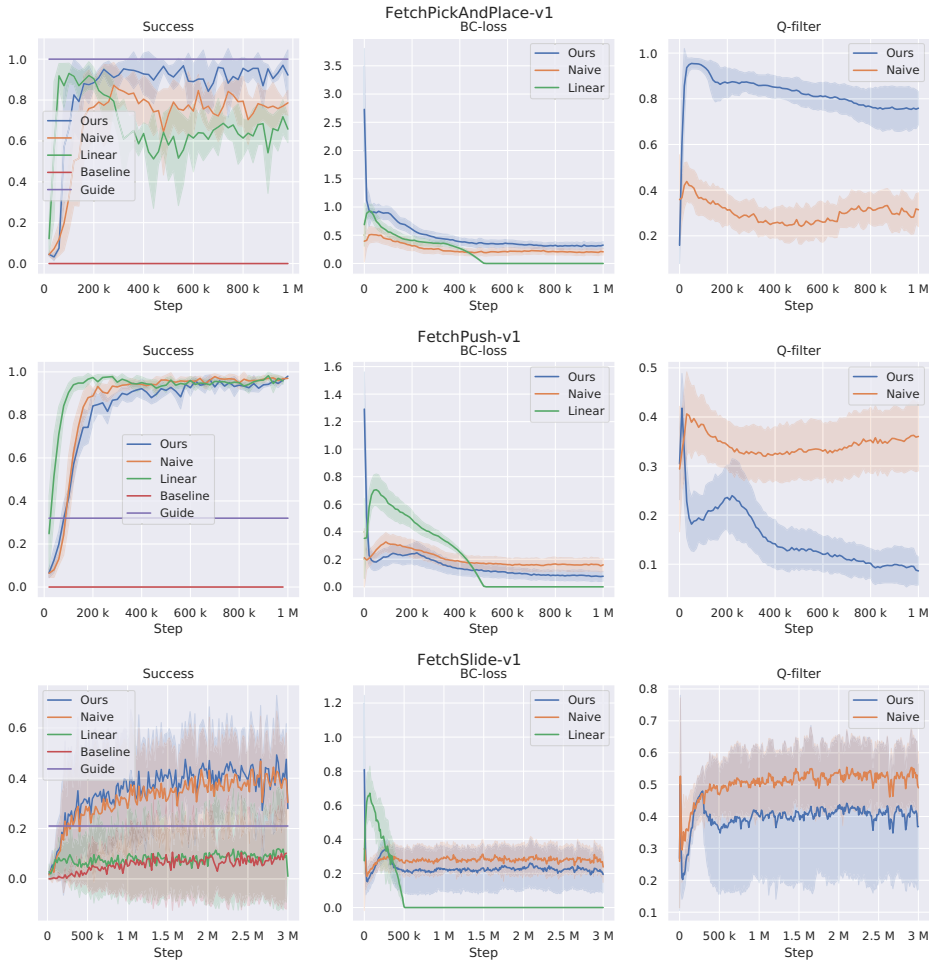 FetchPickAndPlace-v1
Success
BC-loss
Q-filter
1.0
0.8
0.6
0.4
0.2
0.0
Ours
Naive
Linear
Baseline
Guide
0
200 k
400 k
600 k
800 k
1 M
Step
3.5
3.0
2.5
2.0
1.5
1.0
0.5
0.0
Ours
Naive
Linear
0
200 k
400 k
600 k
800 k
1 M
Step
1.0
0.8
0.6
0.4
0.2
Ours
Naive
0
200 k
400 k
600 k
800 k
1 M
Step
FetchPush-v1
Success
BC-loss
Q-filter
1.0
0.8
0.6
0.4
0.2
0.0
Ours
Naive
Linear
Baseline
Guide
0
200 k
400 k
600 k
800 k
1 M
Step
1.6
1.4
1.2
1.0
0.8
0.6
0.4
0.2
0.0
Ours
Naive
Linear
0
200 k
400 k
600 k
800 k
1 M
Step
0.5
0.4
0.3
0.2
0.1
Ours
Naive
0
200 k
400 k
600 k
800 k
1 M
Step
FetchSlide-v1
Success
BC-loss
Q-filter
0.6
0.4
0.2
0.0
Ours
Naive
Linear
Baseline
Guide
0
500 k
1 M
1.5 M
2 M
2.5 M
3 M
Step
1.2
1.0
0.8
0.6
0.4
0.2
0.0
Ours
Naive
Linear
0
500 k
1 M
1.5 M
2 M
2.5 M
3 M
Step
0.8
0.7
0.6
0.5
0.4
0.3
0.2
0.1
Ours
Naive
0
500 k
1 M
1.5 M
2 M
2.5 M
3 M
Step